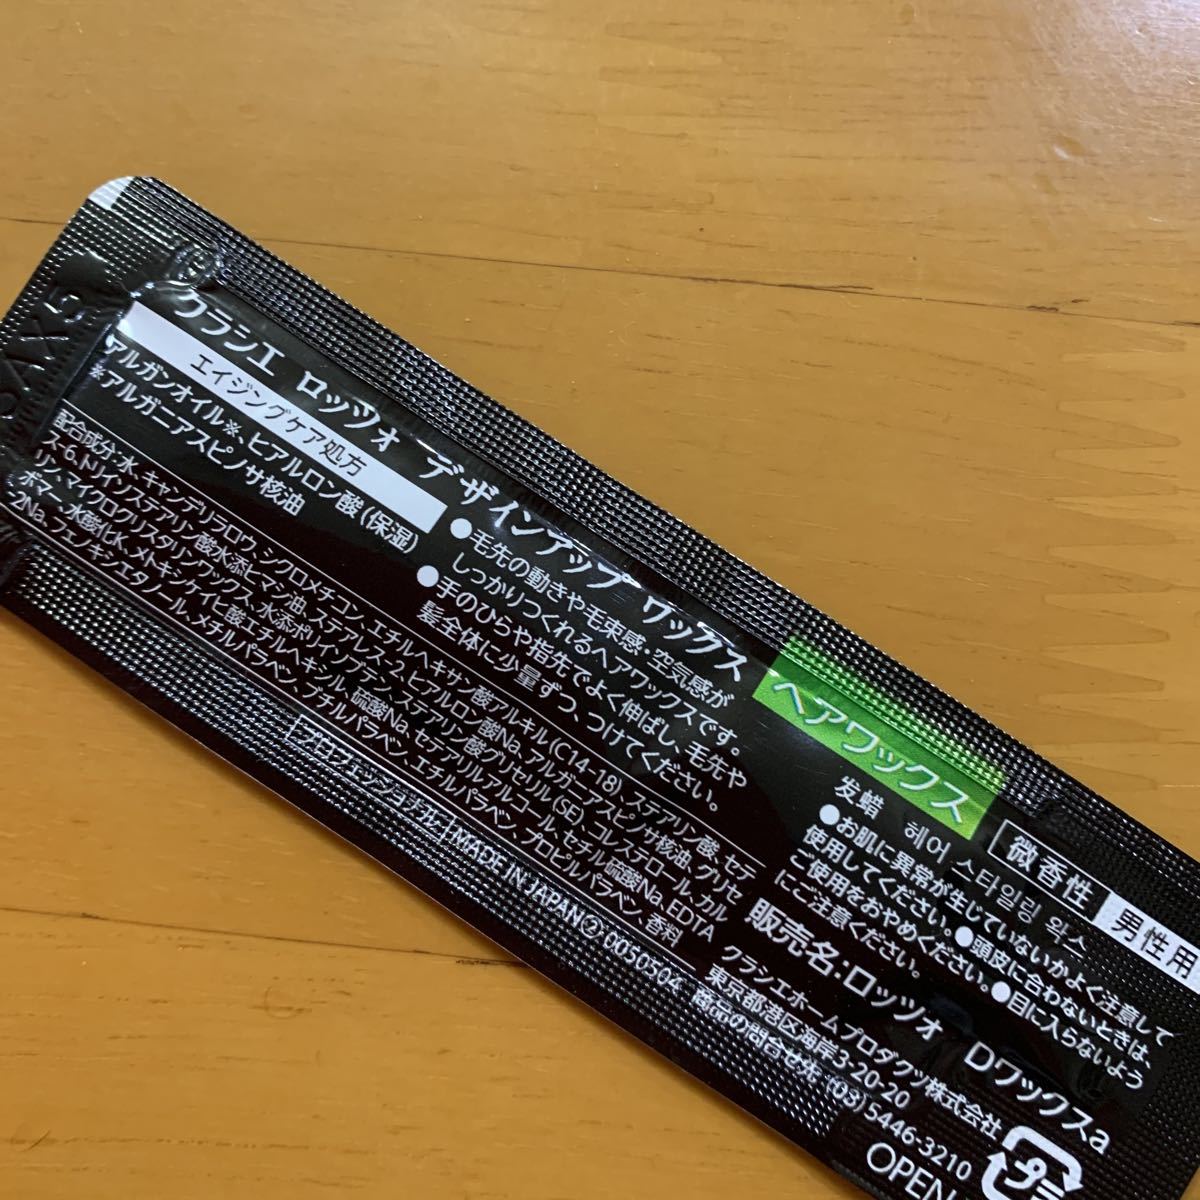 クラシエ ロッツォ デザインアップ ワックス
ヘアワックス
微香性
男性用
エイジングケア処方
アルガンオイル※、ヒアルロン酸(保湿)
※アルガニアスピノサ核油
●毛先の動きや毛束感・空気感が
しっかりつくれるヘアワックスです。
●手のひらや指先でよく伸ばし、毛先や
髪全体に少量ずつ、つけてください。
发蜡 헤어 스타일링 왁스
●お肌に異常が生じていないかよく注意して
使用してください。●頭皮に合わないときは、
ご使用をおやめください。●目に入らないよう
にご注意ください。
配合成分:水、キャンデリラロウ、シクロメチコン、エチルヘキサン酸アルキル(C14-18)、ステアリン酸、セテ
ス-6、トリイソステアリン酸水添ヒマシ油、ステアレス-2、ヒアルロン酸Na、アルガニアスピノサ核油、グリセ
リン、マイクロクリスタリンワックス、水添ポリイソブテン、ステアリン酸グリセリル(SE)、コレステロール、カル
ボマー、水酸化K、メトキシケイヒ酸エチルヘキシル、硫酸Na、セテアリルアルコール、セチル硫酸Na、EDTA
-2Na、フェノキシエタノール、メチルパラベン、ブチルパラベン、エチルパラベン、プロピルパラベン、香料
プロフェッショナル
MADE IN JAPAN② 0050504
販売名:ロッツォ Dワックスa
クラシエホームプロダクツ株式会社
東京都港区海岸3-20-20
商品の問合せ先 (03)5446-3210
プラ
OPEN